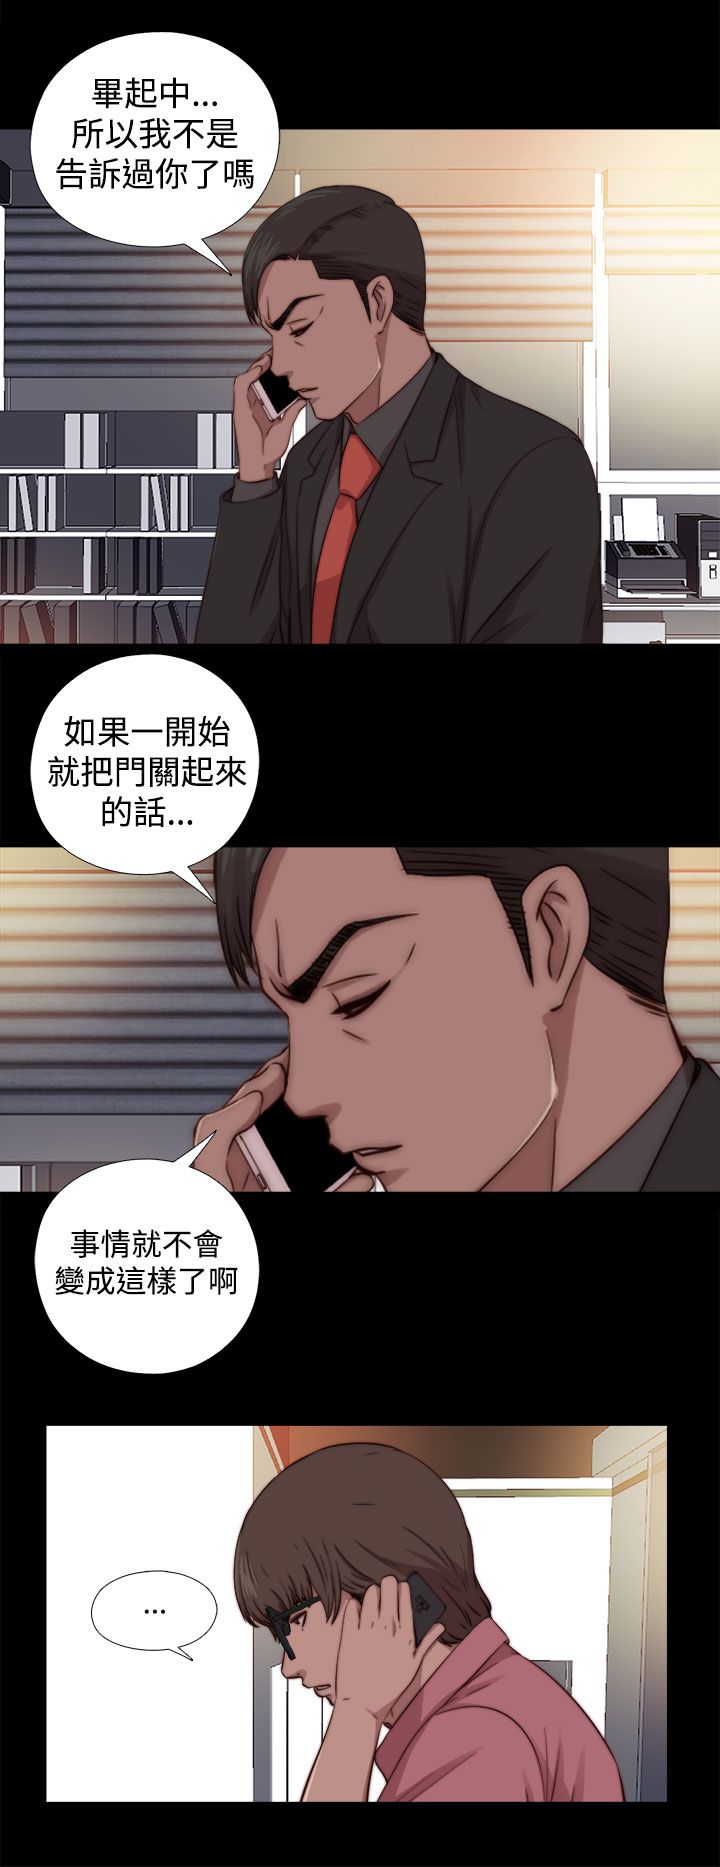 畢起中...
所以我不是
告訴過你了嗎
如果一開始
就把門關起來
的話...
事情就不會
變成這樣了啊
...